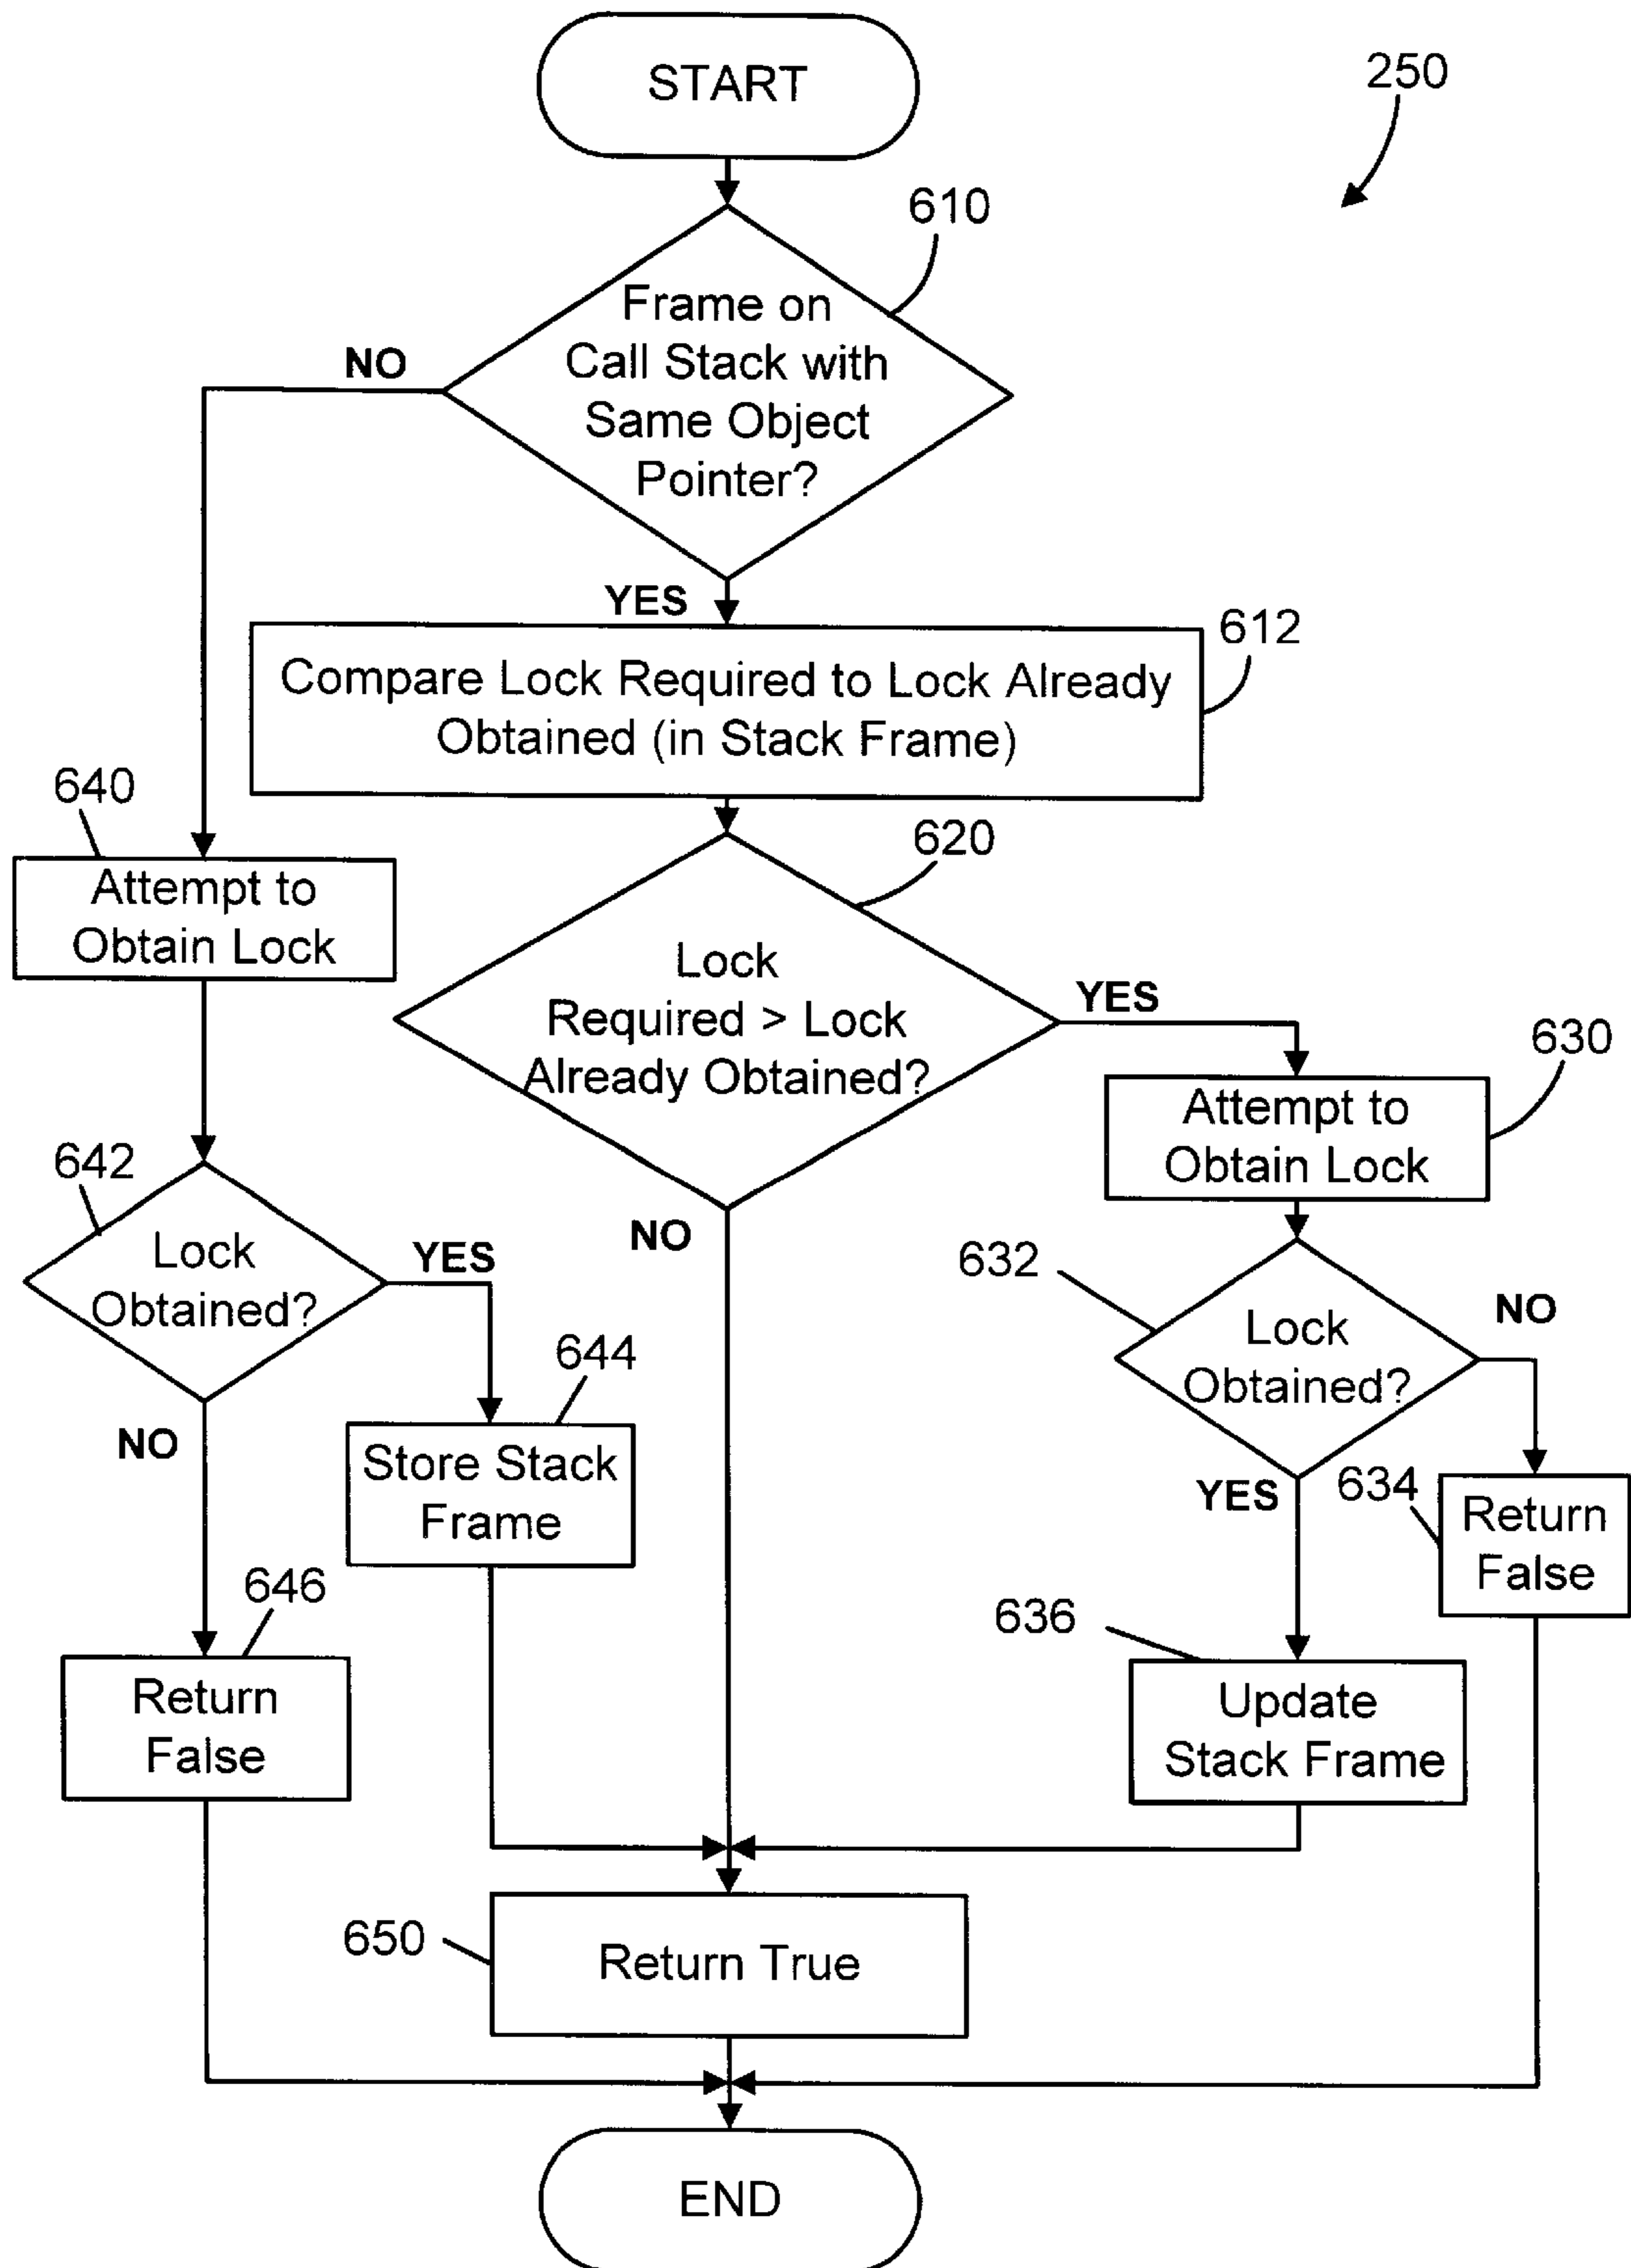 START
250
610
Frame on
Call Stack with
Same Object
Pointer?
NO
YES
612
Compare Lock Required to Lock Already
Obtained (in Stack Frame)
640
Attempt to
Obtain Lock
620
Lock
Required > Lock
Already Obtained?
YES
NO
630
Attempt to
Obtain Lock
642
Lock
Obtained?
YES
NO
632
Lock
Obtained?
NO
YES
644
Store Stack
Frame
634
Return
False
646
Return
False
636
Update
Stack Frame
650
Return True
END